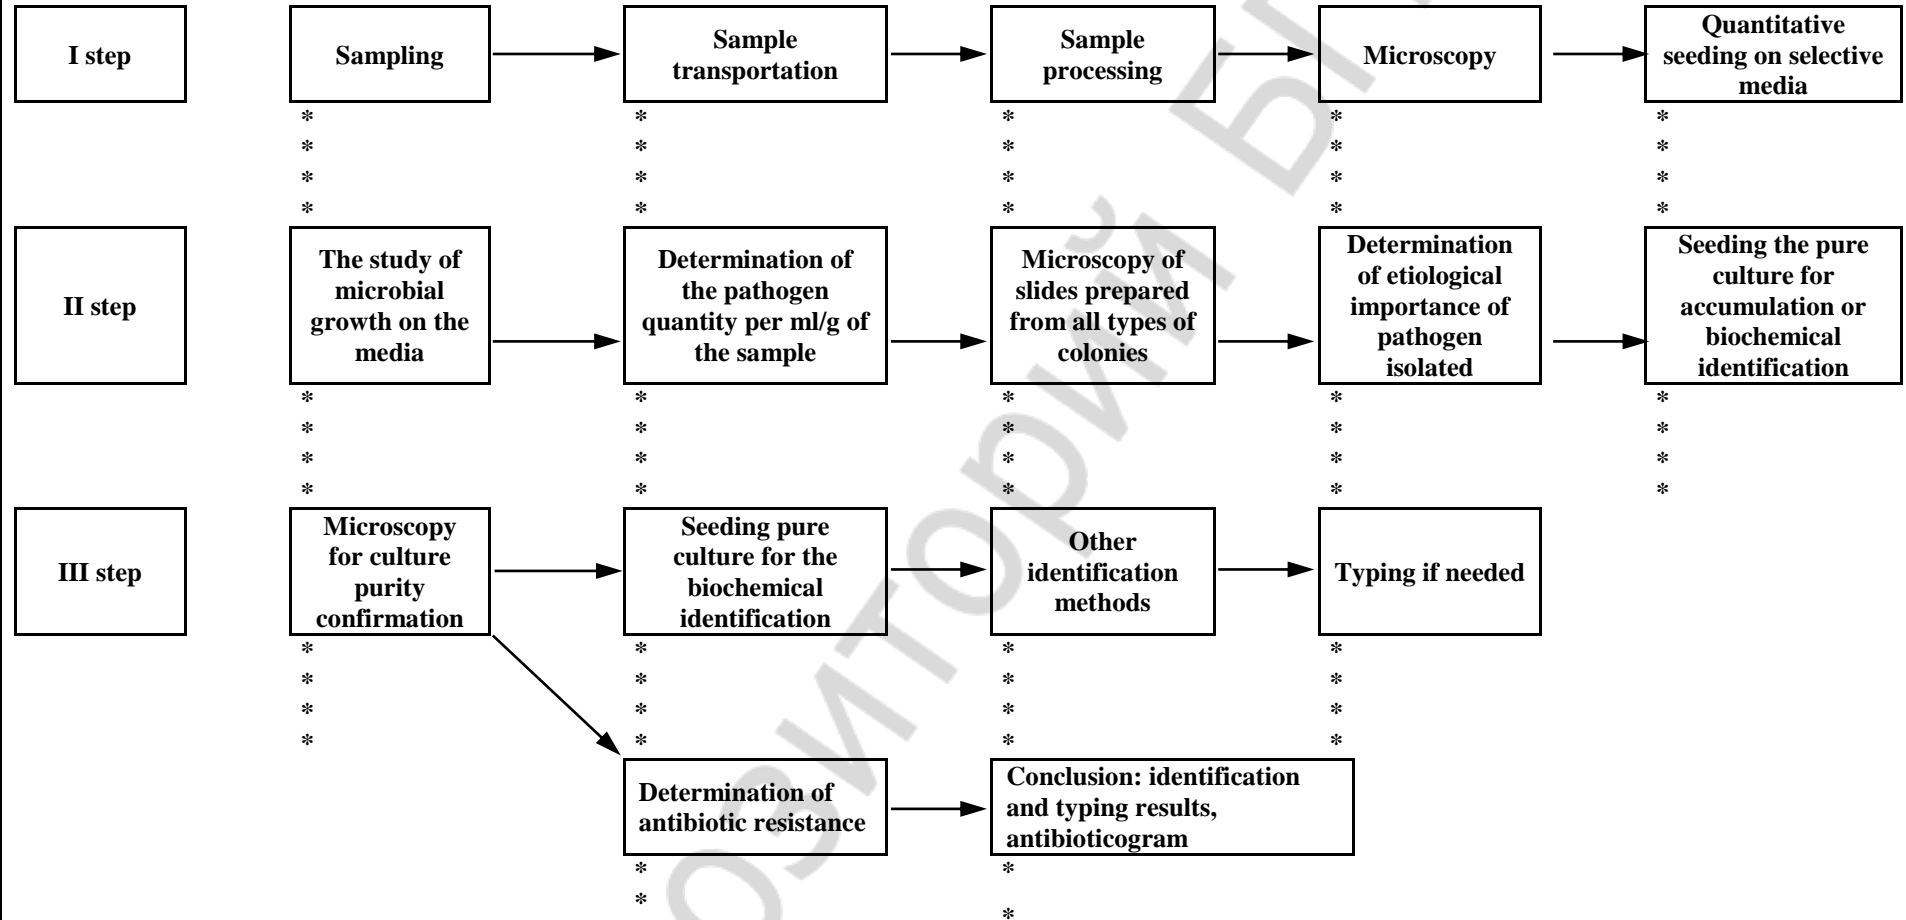 I step
Sampling
Sample
transportation
Sample
processing
Microscopy
Quantitative
seeding on selective
media
* * * * *
* * * * *
* * * * *
* * * * *
II step
The study of
microbial
growth on the
media
Determination of
the pathogen
quantity per ml/g of
the sample
Microscopy of
slides prepared
from all types of
colonies
Determination
of etiological
importance of
pathogen
isolated
Seeding the pure
culture for
accumulation or
biochemical
identification
* * * * *
* * * * *
* * * * *
* * * * *
III step
Microscopy
for culture
purity
confirmation
Seeding pure
culture for the
biochemical
identification
Other
identification
methods
Typing if needed
* * * *
* * * *
* * * *
* * * *
Determination of
antibiotic resistance
Conclusion: identification
and typing results,
antibioticogram
* *
*
*